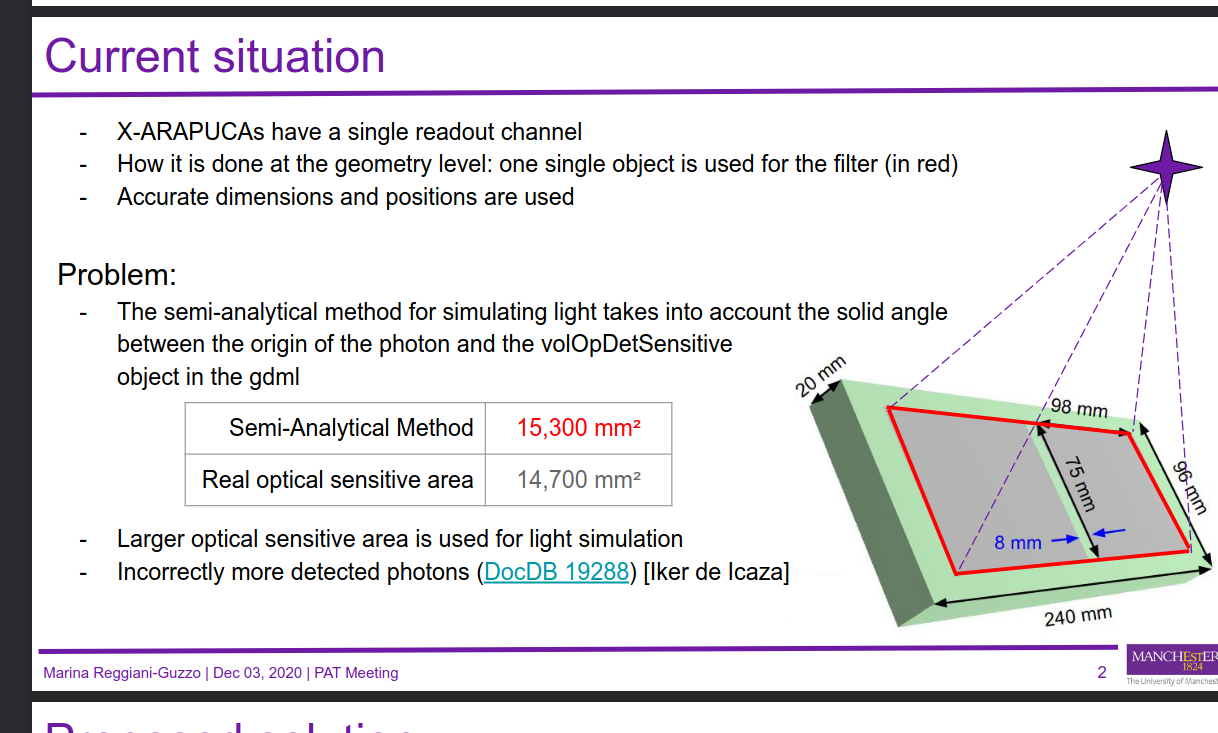 Current situation
- X-ARAPUCAs have a single readout channel
- How it is done at the geometry level: one single object is used for the filter (in red)
- Accurate dimensions and positions are used
Problem:
- The semi-analytical method for simulating light takes into account the solid angle
between the origin of the photon and the volOpDetSensitive
object in the gdml
Semi-Analytical Method 15,300 mm²
Real optical sensitive area 14,700 mm²
20 mm
98 mm
75 mm
96 mm
8 mm
240 mm
- Larger optical sensitive area is used for light simulation
- Incorrectly more detected photons (DocDB 19288) [Iker de Icaza]
Marina Reggiani-Guzzo | Dec 03, 2020 | PAT Meeting
2
MANCHESTER
1824
The University of Manchest